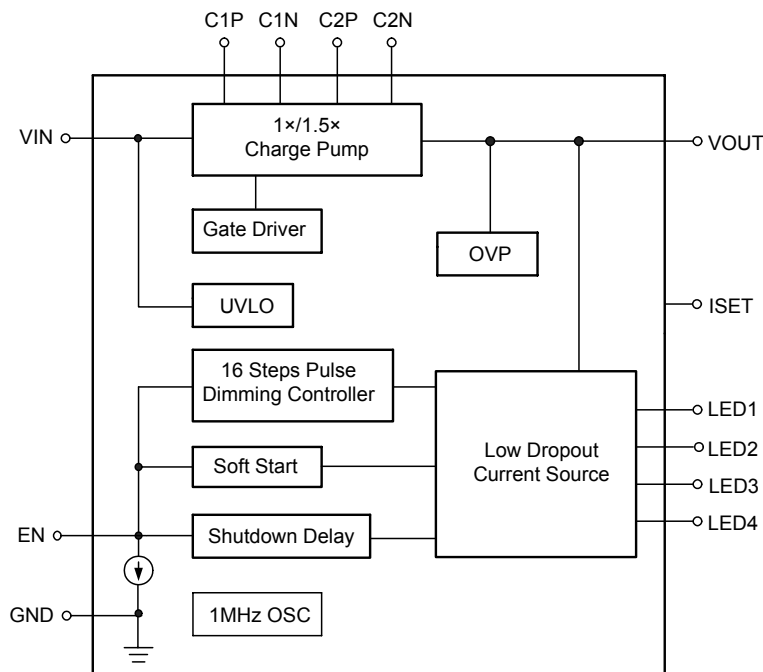 C1P C1N C2P C2N
VIN
1×/1.5×
Charge Pump
VOUT
Gate Driver
OVP
UVLO
ISET
16 Steps Pulse
Dimming Controller
Low Dropout
Current Source
LED1
LED2
LED3
LED4
Soft Start
EN
Shutdown Delay
GND
1MHz OSC